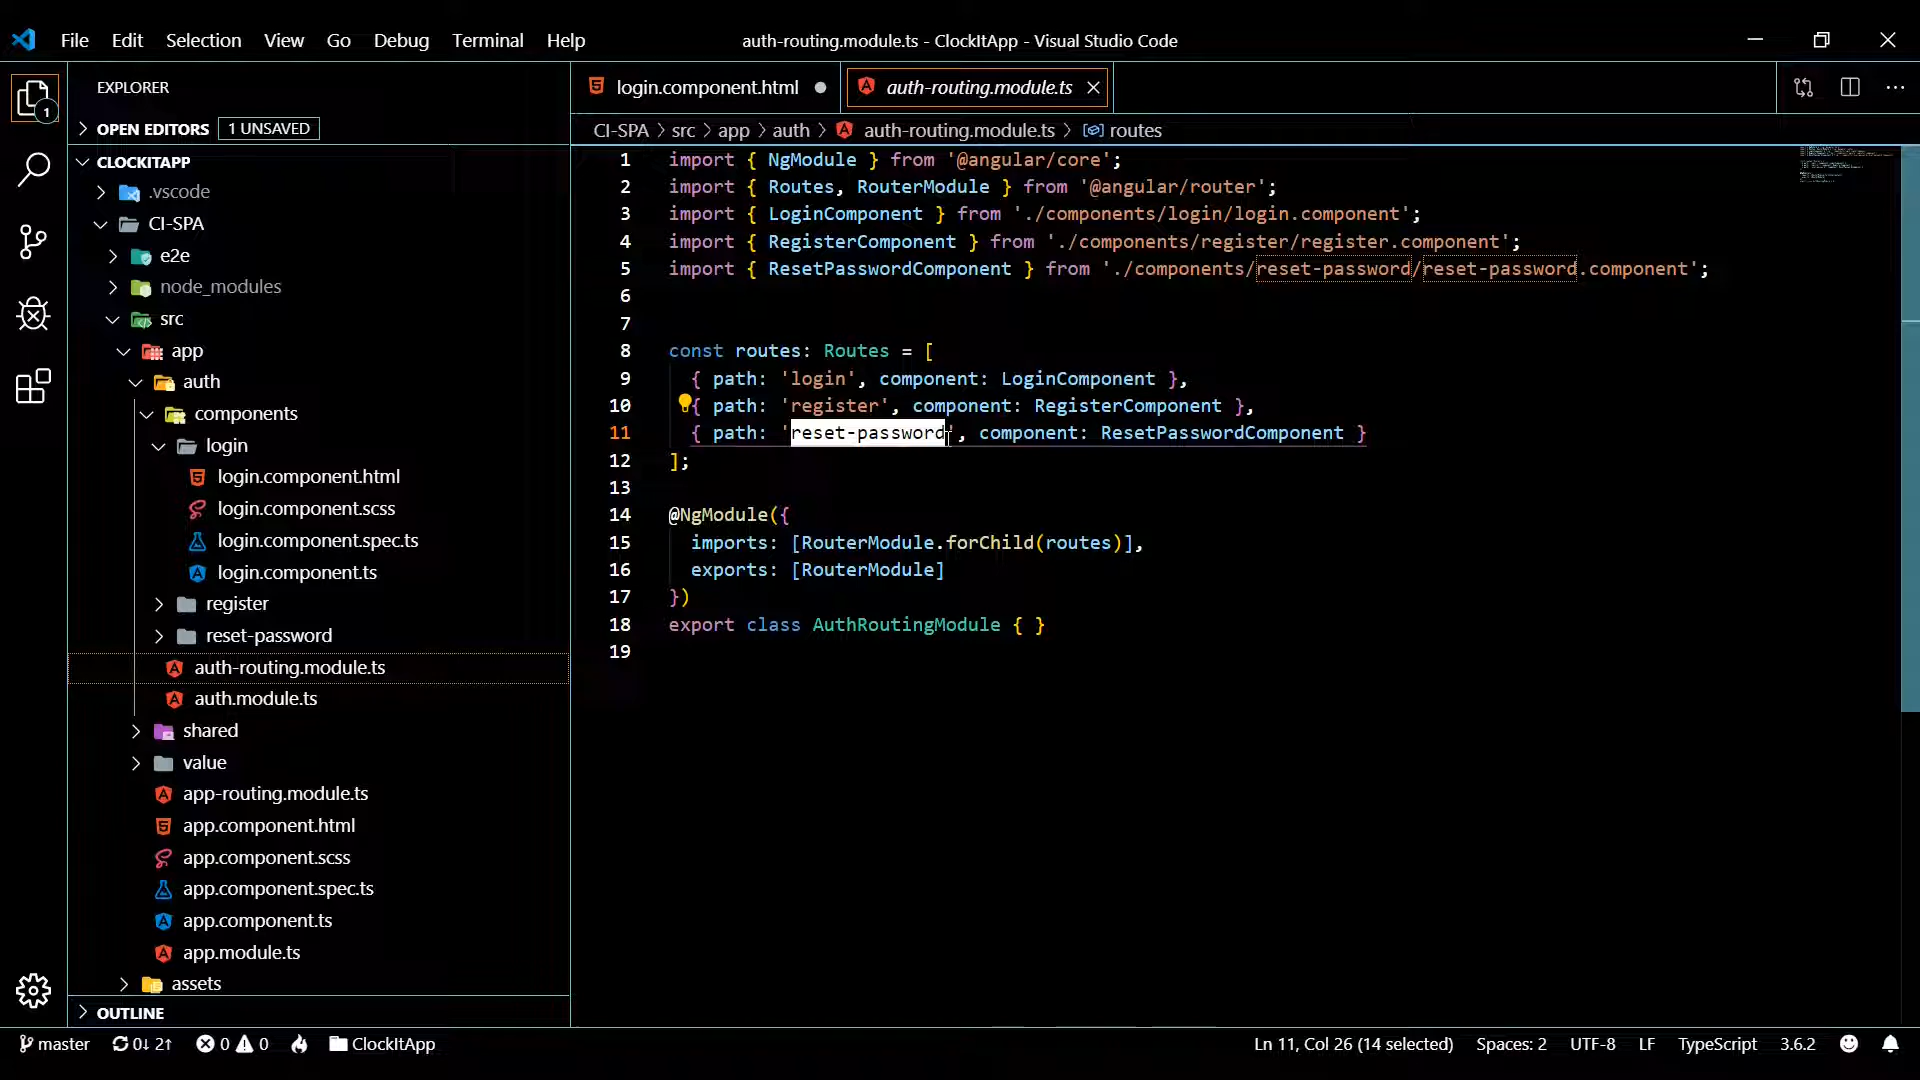 File Edit Selection View Go Debug Terminal Help
auth-routing.module.ts - ClockItApp - Visual Studio Code
1
EXPLORER
OPEN EDITORS 1 UNSAVED
CLOCKITAPP
.vscode
CI-SPA
e2e
node_modules
src
app
auth
components
login
login.component.html
login.component.scss
login.component.spec.ts
login.component.ts
register
reset-password
auth-routing.module.ts
auth.module.ts
shared
value
app-routing.module.ts
app.component.html
app.component.scss
app.component.spec.ts
app.component.ts
app.module.ts
assets
OUTLINE
login.component.html
auth-routing.module.ts
CI-SPA > src > app > auth > auth-routing.module.ts > routes
1 import { NgModule } from '@angular/core';
2 import { Routes, RouterModule } from '@angular/router';
3 import { LoginComponent } from './components/login/login.component';
4 import { RegisterComponent } from './components/register/register.component';
5 import { ResetPasswordComponent } from './components/reset-password/reset-password.component';
6
7
8 const routes: Routes = [
9 { path: 'login', component: LoginComponent },
10 { path: 'register', component: RegisterComponent },
11 { path: 'reset-password', component: ResetPasswordComponent }
12 ];
13
14 @NgModule({
15 imports: [RouterModule.forChild(routes)],
16 exports: [RouterModule]
17 })
18 export class AuthRoutingModule { }
19
master 0↓ 2↑ 0 0 ClockItApp
Ln 11, Col 26 (14 selected) Spaces: 2 UTF-8 LF TypeScript 3.6.2